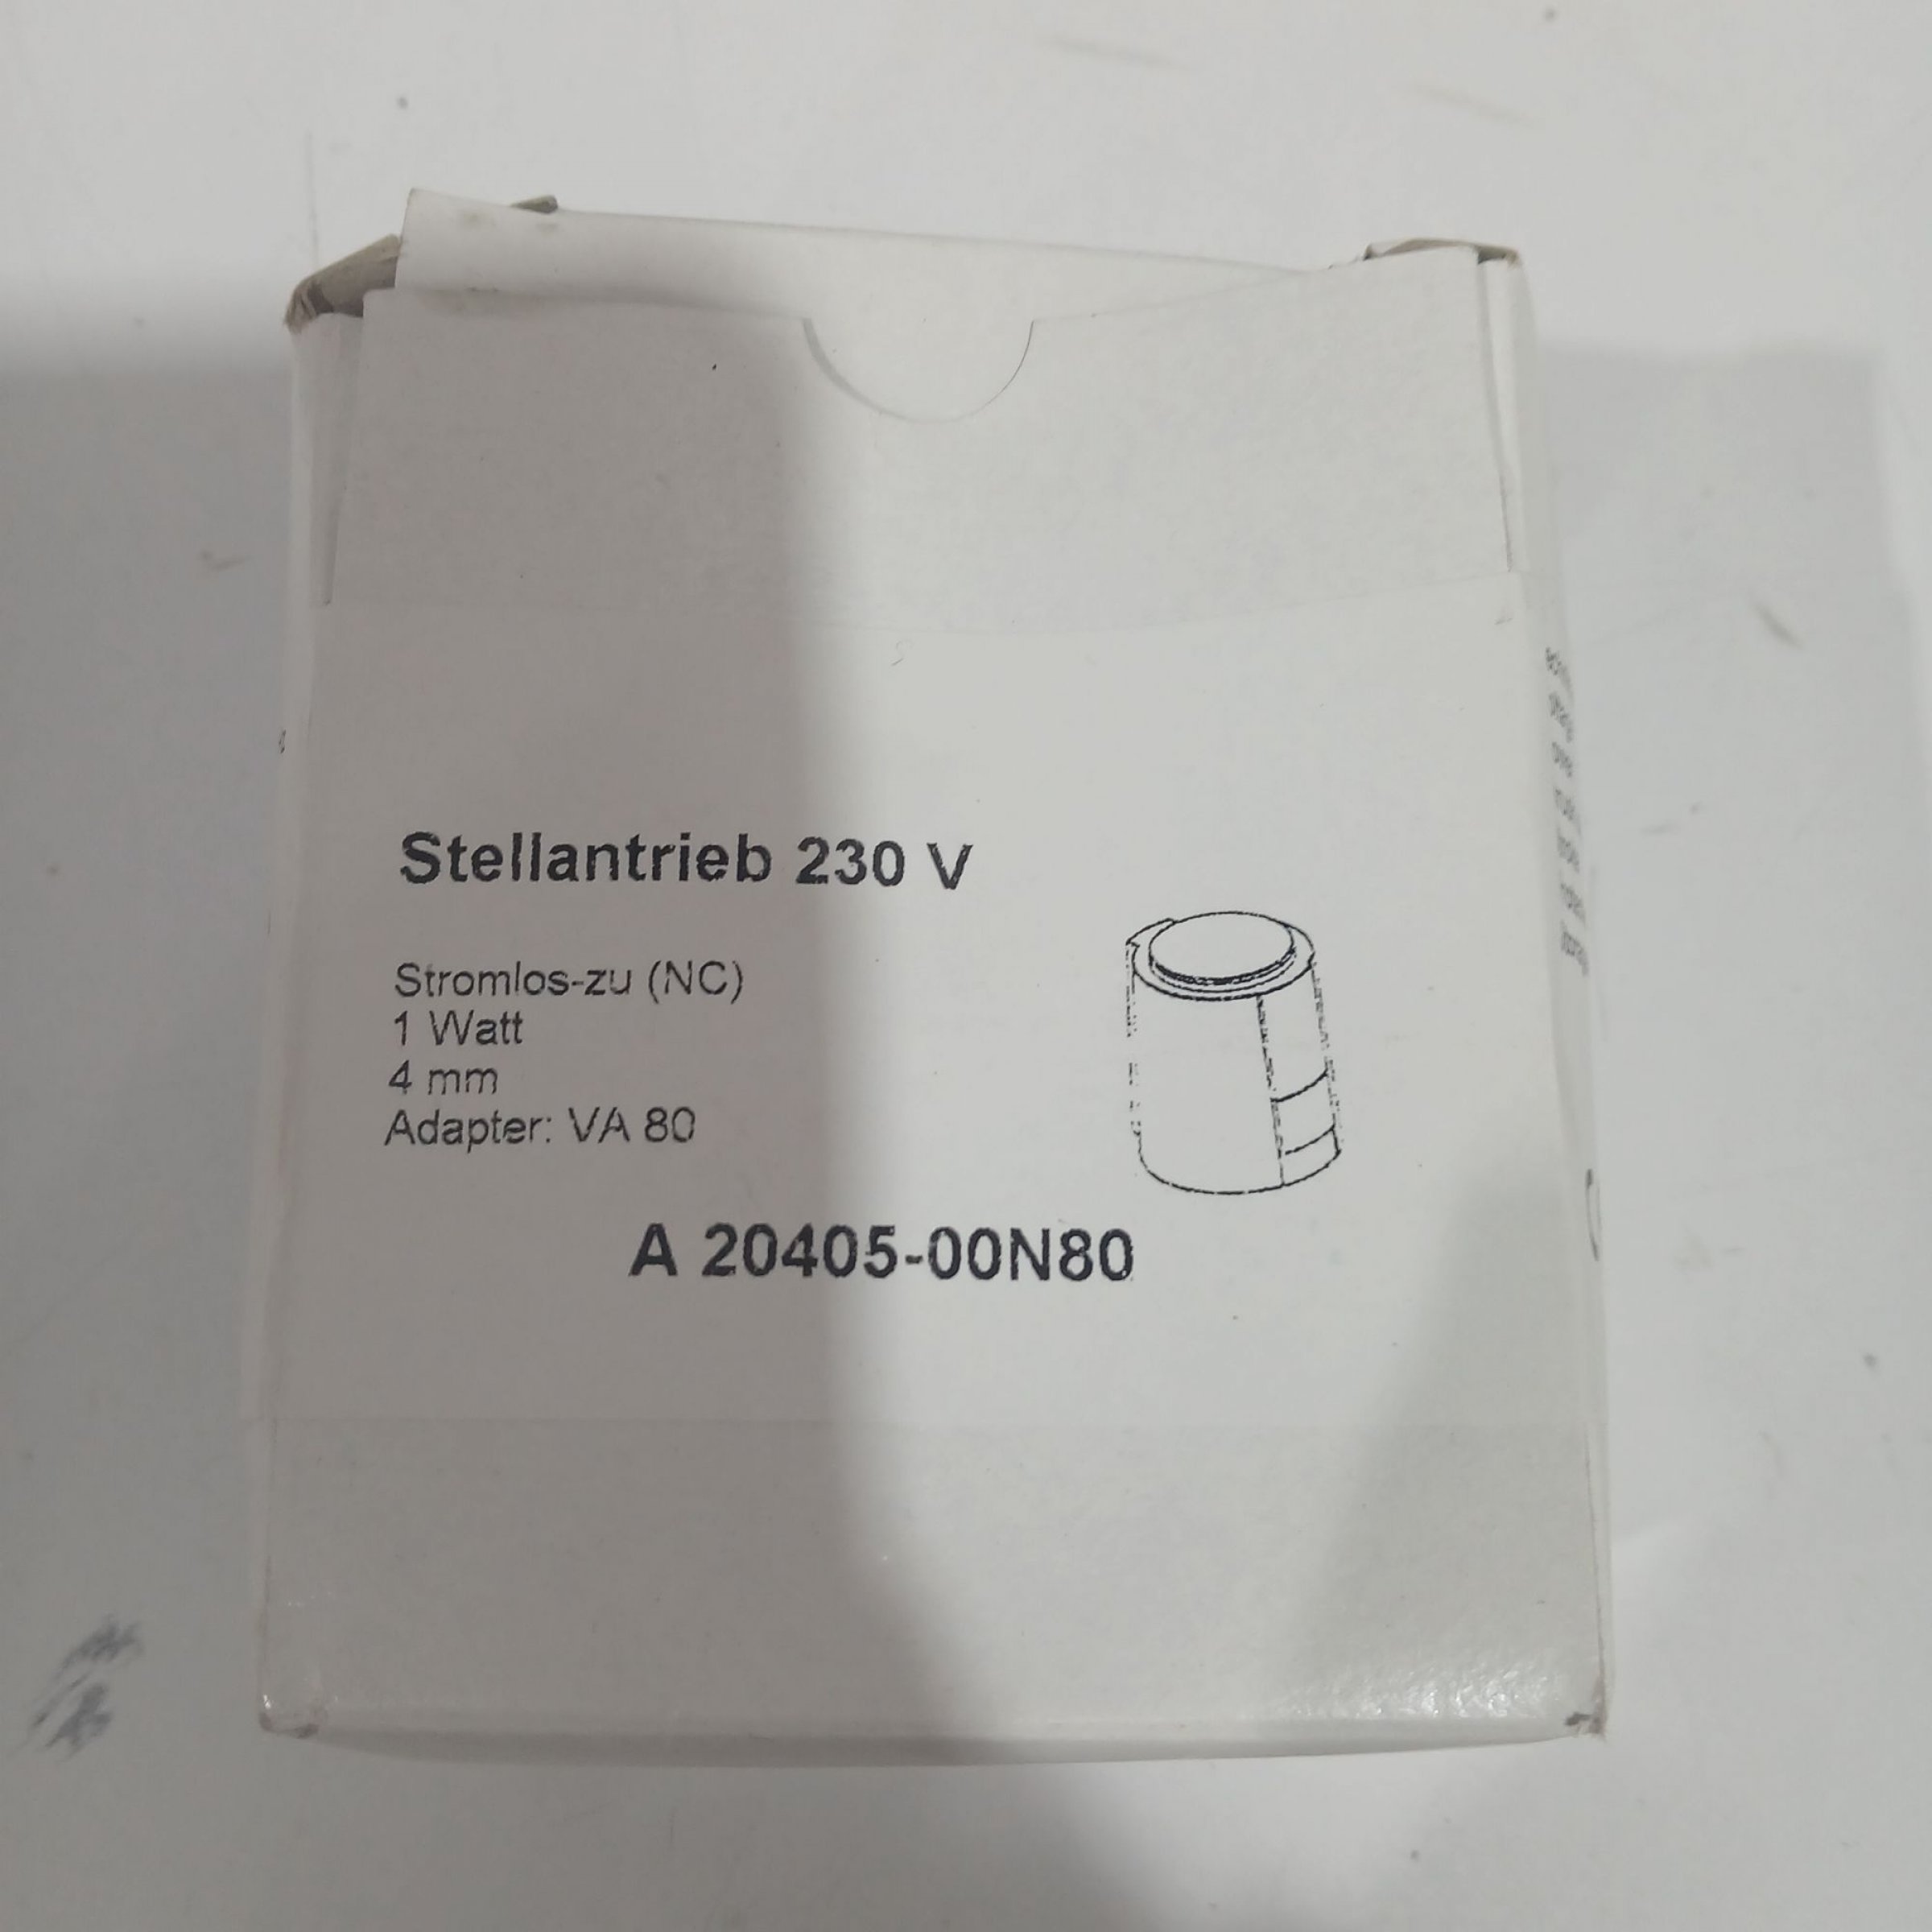 Stellantrieb 230 V
Stromlos-zu (NC)
1 Watt
4 mm
Adapter: VA 80
A 20405-00N80